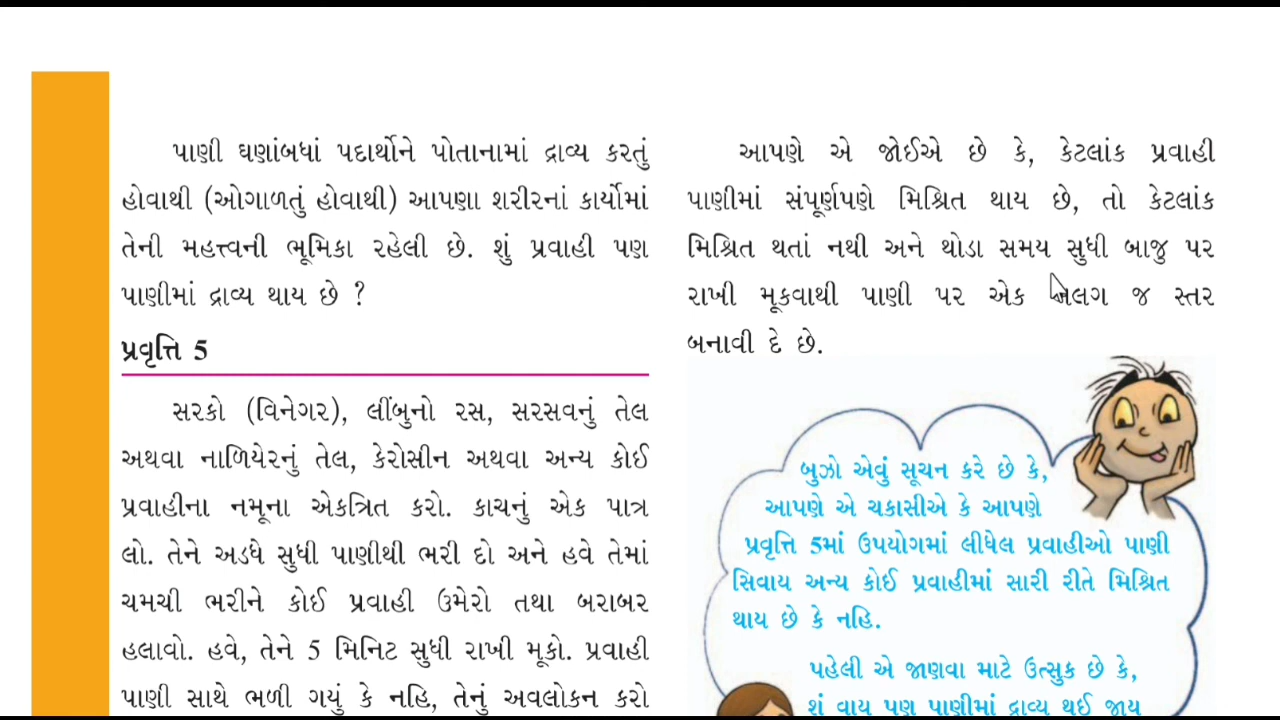 પાણી ઘણાંબધાં પદાર્થોને પોતાનામાં દ્રાવ્ય કરતું
હોવાથી (ઓગાળતું હોવાથી) આપણા શરીરનાં કાર્યોમાં
તેની મહત્ત્વની ભૂમિકા રહેલી છે. શું પ્રવાહી પણ
પાણીમાં દ્રાવ્ય થાય છે ?
પ્રવૃત્તિ 5
સરકો (વિનેગર), લીંબુનો રસ, સરસવનું તેલ
અથવા નાળિયેરનું તેલ, કેરોસીન અથવા અન્ય કોઈ
પ્રવાહીના નમૂના એકત્રિત કરો. કાચનું એક પાત્ર
લો. તેને અડધે સુધી પાણીથી ભરી દો અને હવે તેમાં
ચમચી ભરીને કોઈ પ્રવાહી ઉમેરો તથા બરાબર
હલાવો. હવે, તેને 5 મિનિટ સુધી રાખી મૂકો. પ્રવાહી
પાણી સાથે ભળી ગયું કે નહિ, તેનું અવલોકન કરો
આપણે એ જોઈએ છે કે, કેટલાંક પ્રવાહી
પાણીમાં સંપૂર્ણપણે મિશ્રિત થાય છે, તો કેટલાંક
મિશ્રિત થતાં નથી અને થોડા સમય સુધી બાજુ પર
રાખી મૂકવાથી પાણી પર એક અલગ જ સ્તર
બનાવી દે છે.
બુઝો એવું સૂચન કરે છે કે,
આપણે એ ચકાસીએ કે આપણે
પ્રવૃત્તિ 5માં ઉપયોગમાં લીધેલ પ્રવાહીઓ પાણી
સિવાય અન્ય કોઈ પ્રવાહીમાં સારી રીતે મિશ્રિત
થાય છે કે નહિ.
પહેલી એ જાણવા માટે ઉત્સુક છે કે,
શું વાયુ પણ પાણીમાં દ્રાવ્ય થઈ જાય